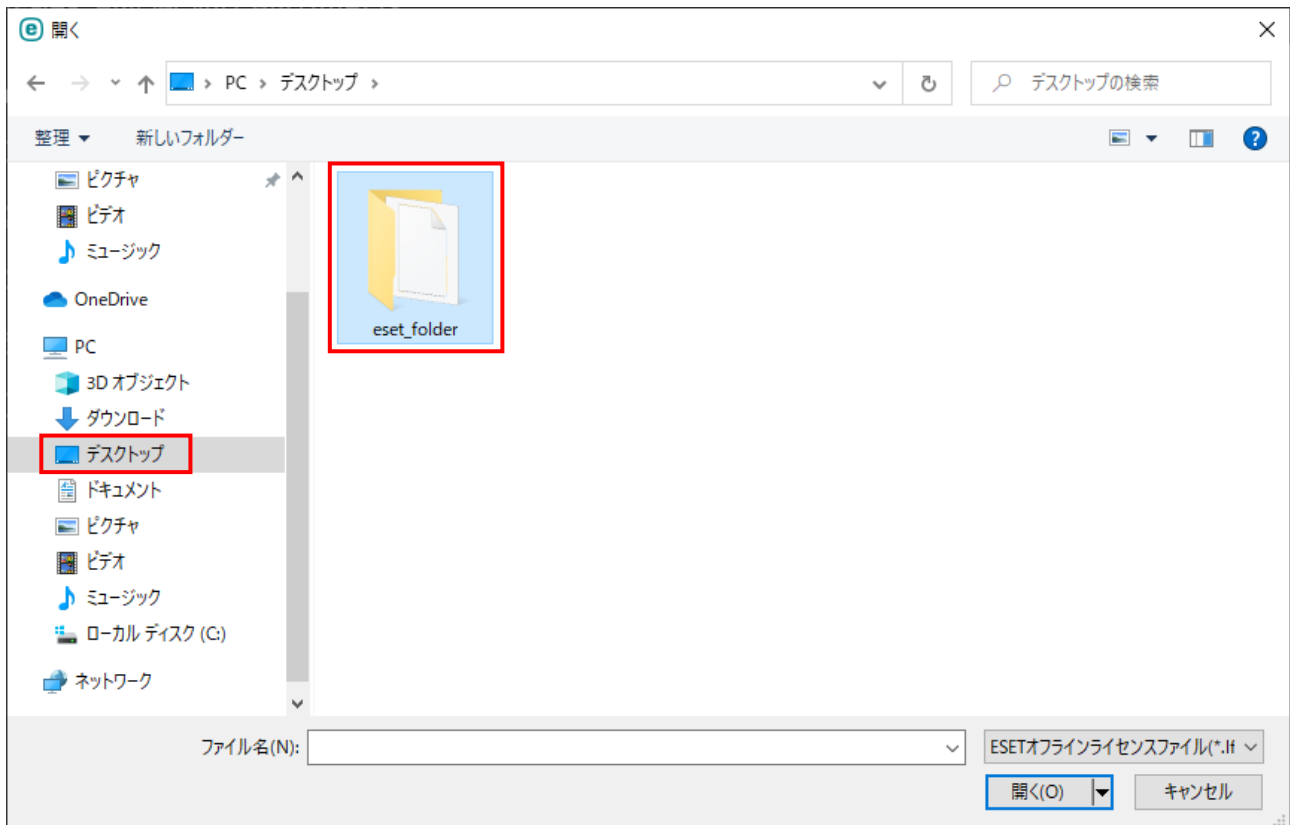 開く
PC > デスクトップ >
デスクトップの検索
整理
新しいフォルダー
ピクチャ
ビデオ
ミュージック
OneDrive
PC
3D オブジェクト
ダウンロード
デスクトップ
ドキュメント
ピクチャ
ビデオ
ミュージック
ローカル ディスク (C:)
ネットワーク
eset_folder
ファイル名(N):
ESETオフラインライセンスファイル(*.lf
開く(O)
キャンセル